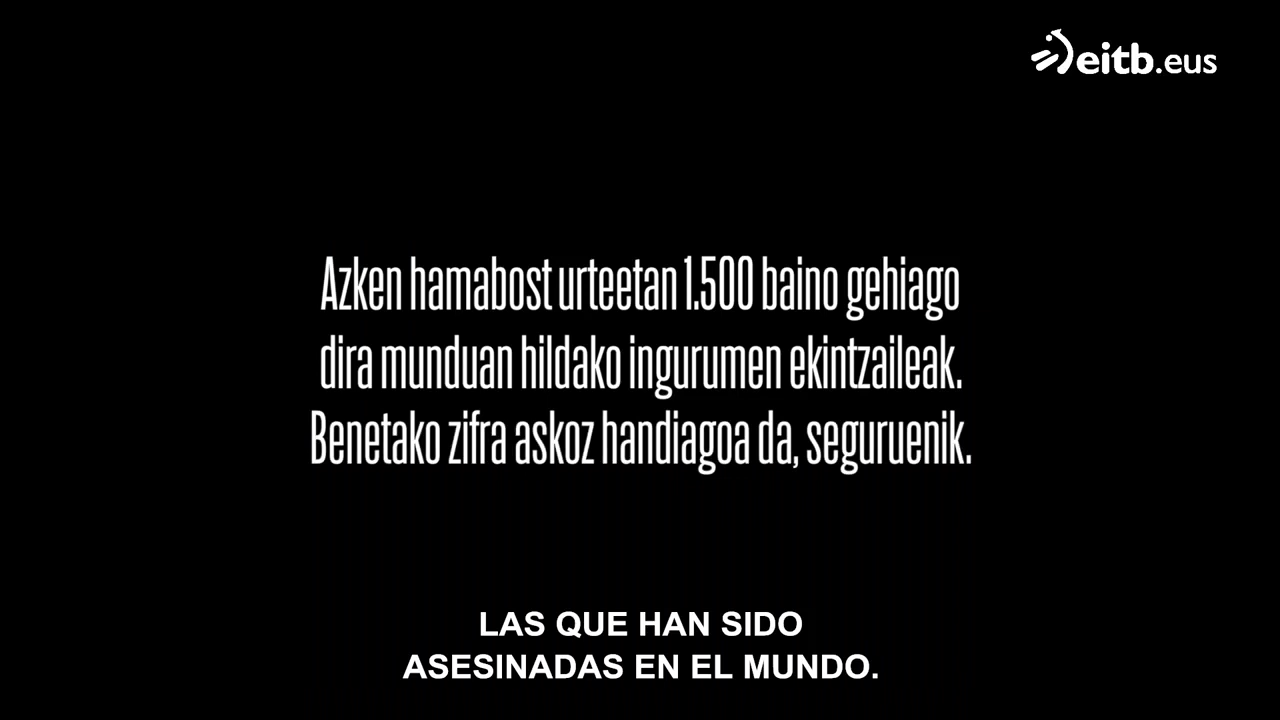 eitb.eus
Azken hamabost urteetan 1.500 baino gehiago
dira munduan hildako ingurumen ekintzaileak.
Benetako zifra askoz handiagoa da, seguruenik.
LAS QUE HAN SIDO
ASESINADAS EN EL MUNDO.